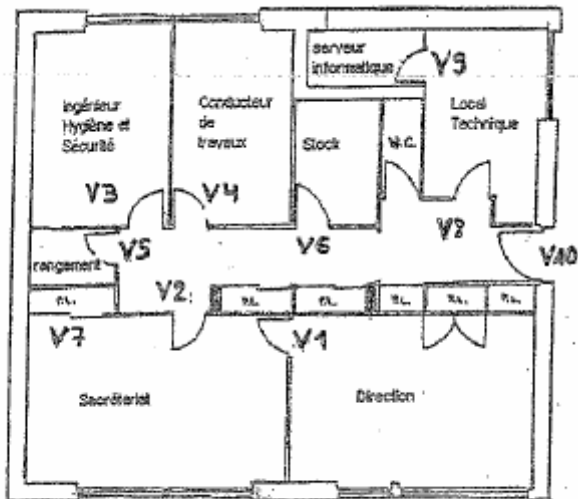 serveur
informatique
V9
Ingénieur
Hygiène et
Sécurité
Conducteur
de
travaux
Local
Technique
Stock
W.C.
V3
V4
V5
V6
V8
V10
rangement
V2
P.L.
P.L.
P.L.
P.L.
P.L.
P.L.
V7
V1
Secrétariat
Direction